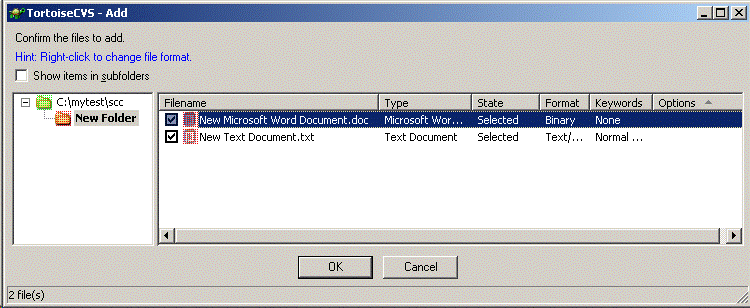 TortoiseCVS - Add
Confirm the files to add.
Hint: Right-click to change file format.
Show items in subfolders
C:\mytest\scc
New Folder
Filename Type State Format Keywords Options
New Microsoft Word Document.doc Microsoft Wor... Selected Binary None
New Text Document.txt Text Document Selected Text/... Normal ...
OK Cancel
2 file(s)